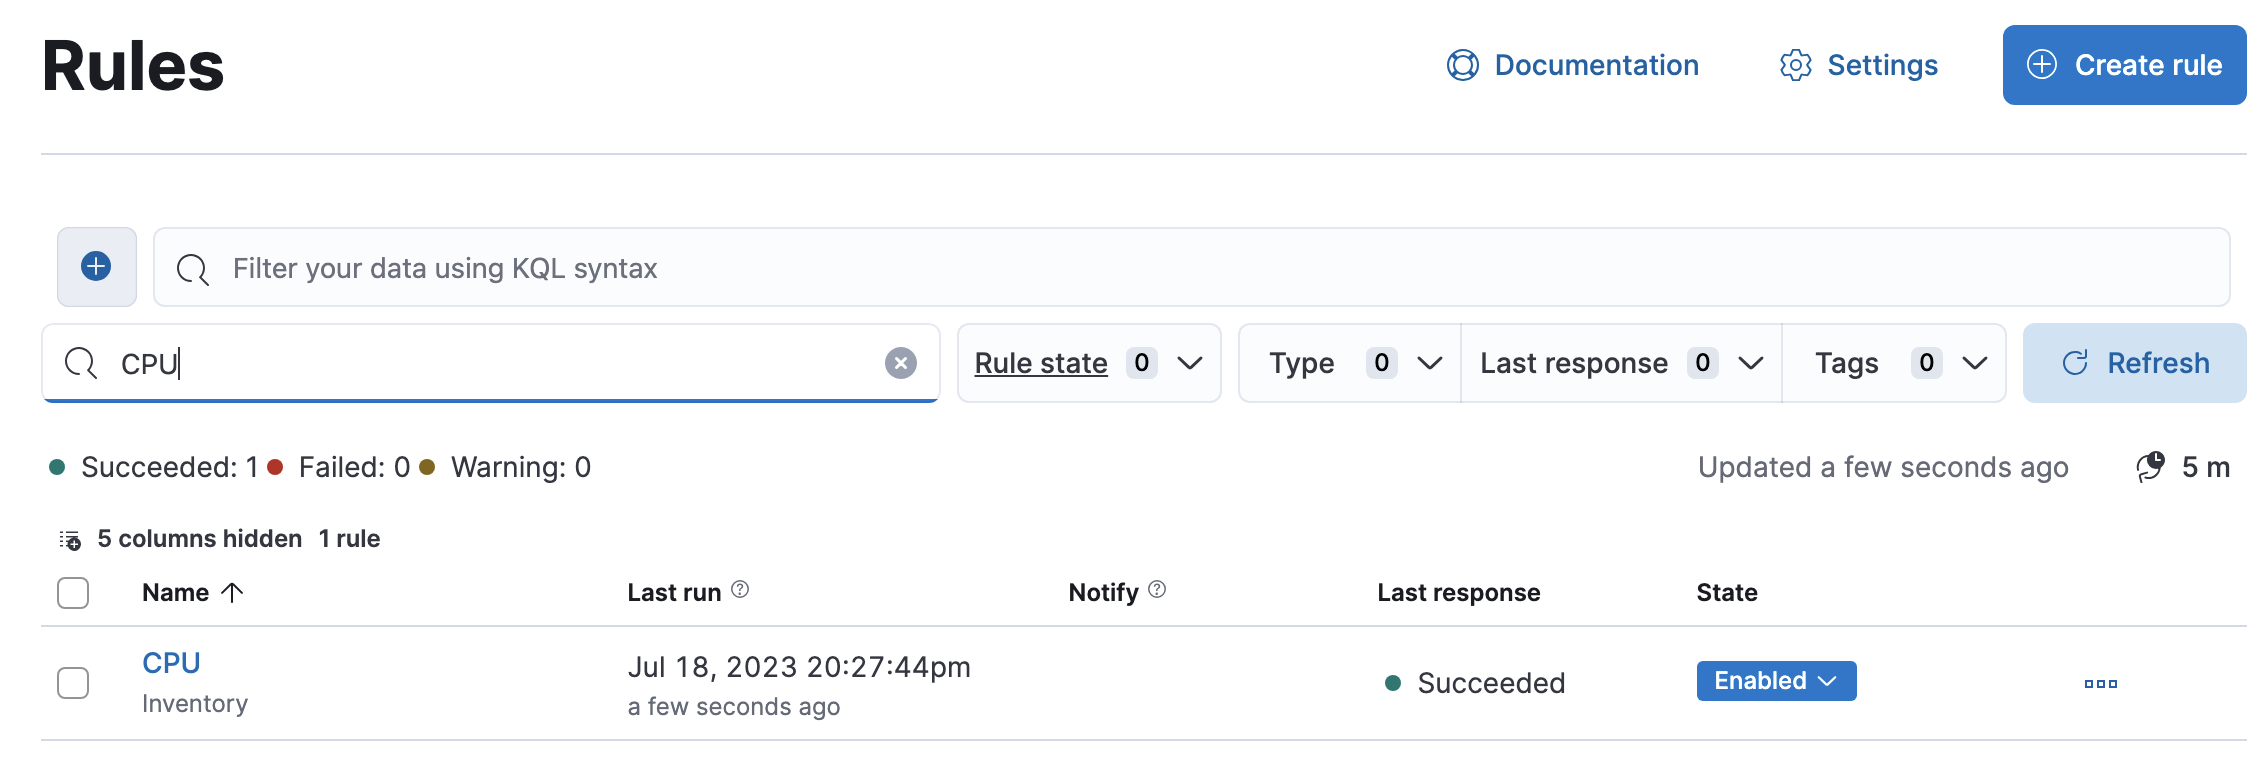 Rules
Documentation
Settings
Create rule
Filter your data using KQL syntax
CPU
Rule state 0
Type 0
Last response 0
Tags 0
Refresh
Succeeded: 1 Failed: 0 Warning: 0
Updated a few seconds ago
5 m
5 columns hidden 1 rule
Name Last run Notify Last response State
CPU
Inventory
Jul 18, 2023 20:27:44pm
a few seconds ago
Succeeded
Enabled